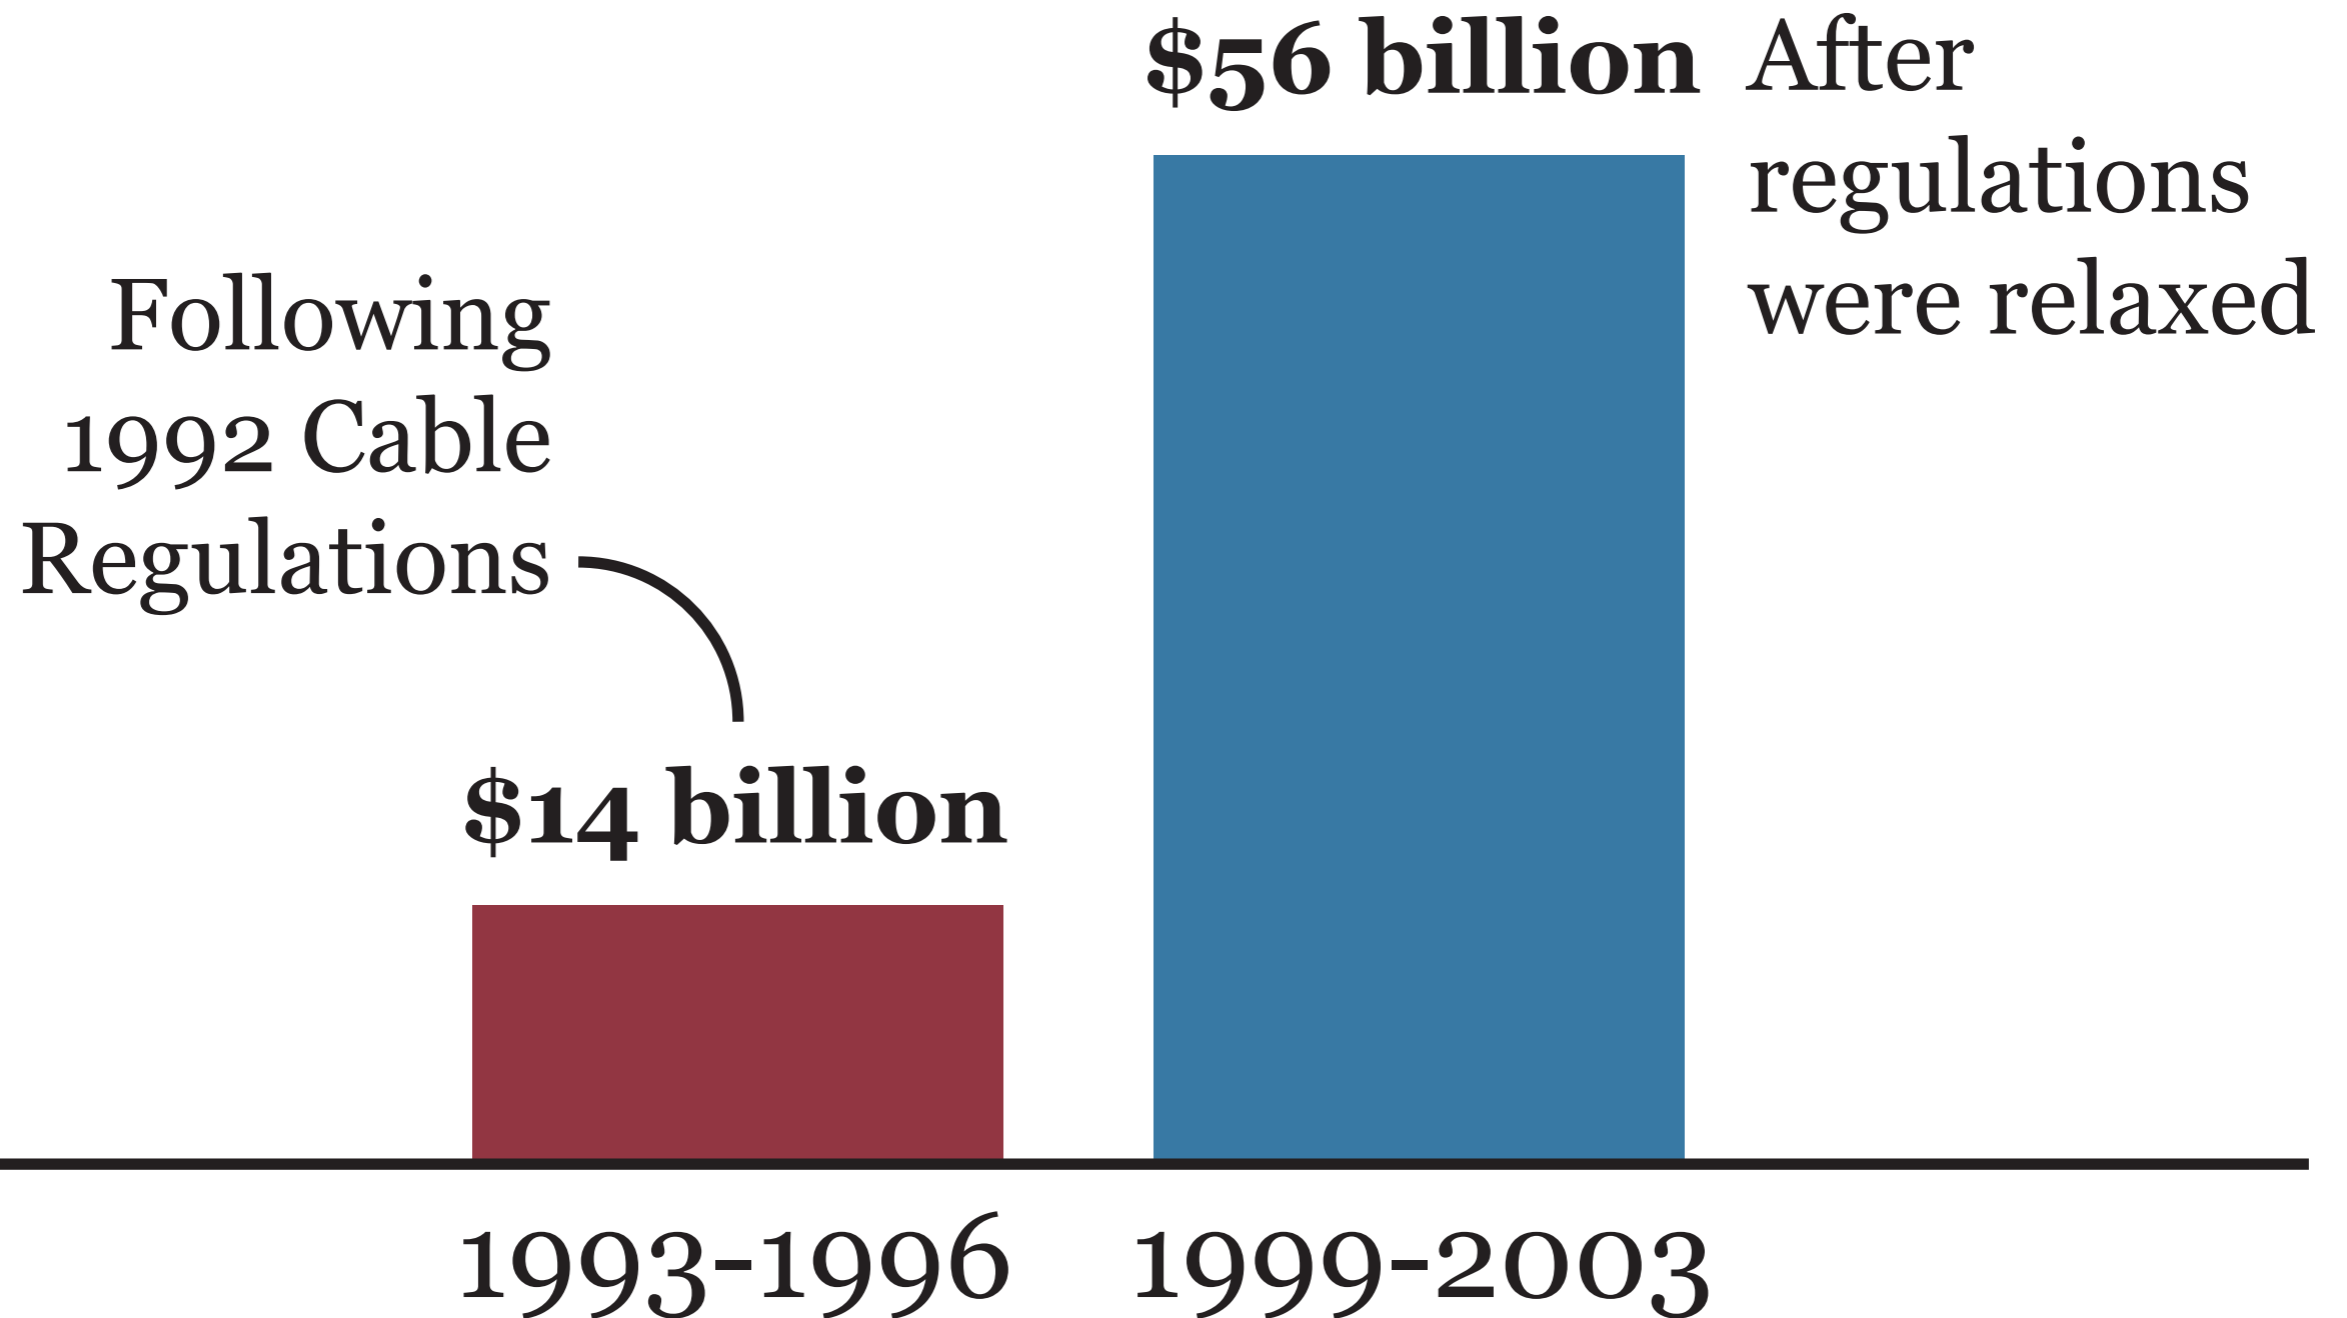 $56 billion
After
regulations
were relaxed
Following
1992 Cable
Regulations
$14 billion
1993-1996
1999-2003